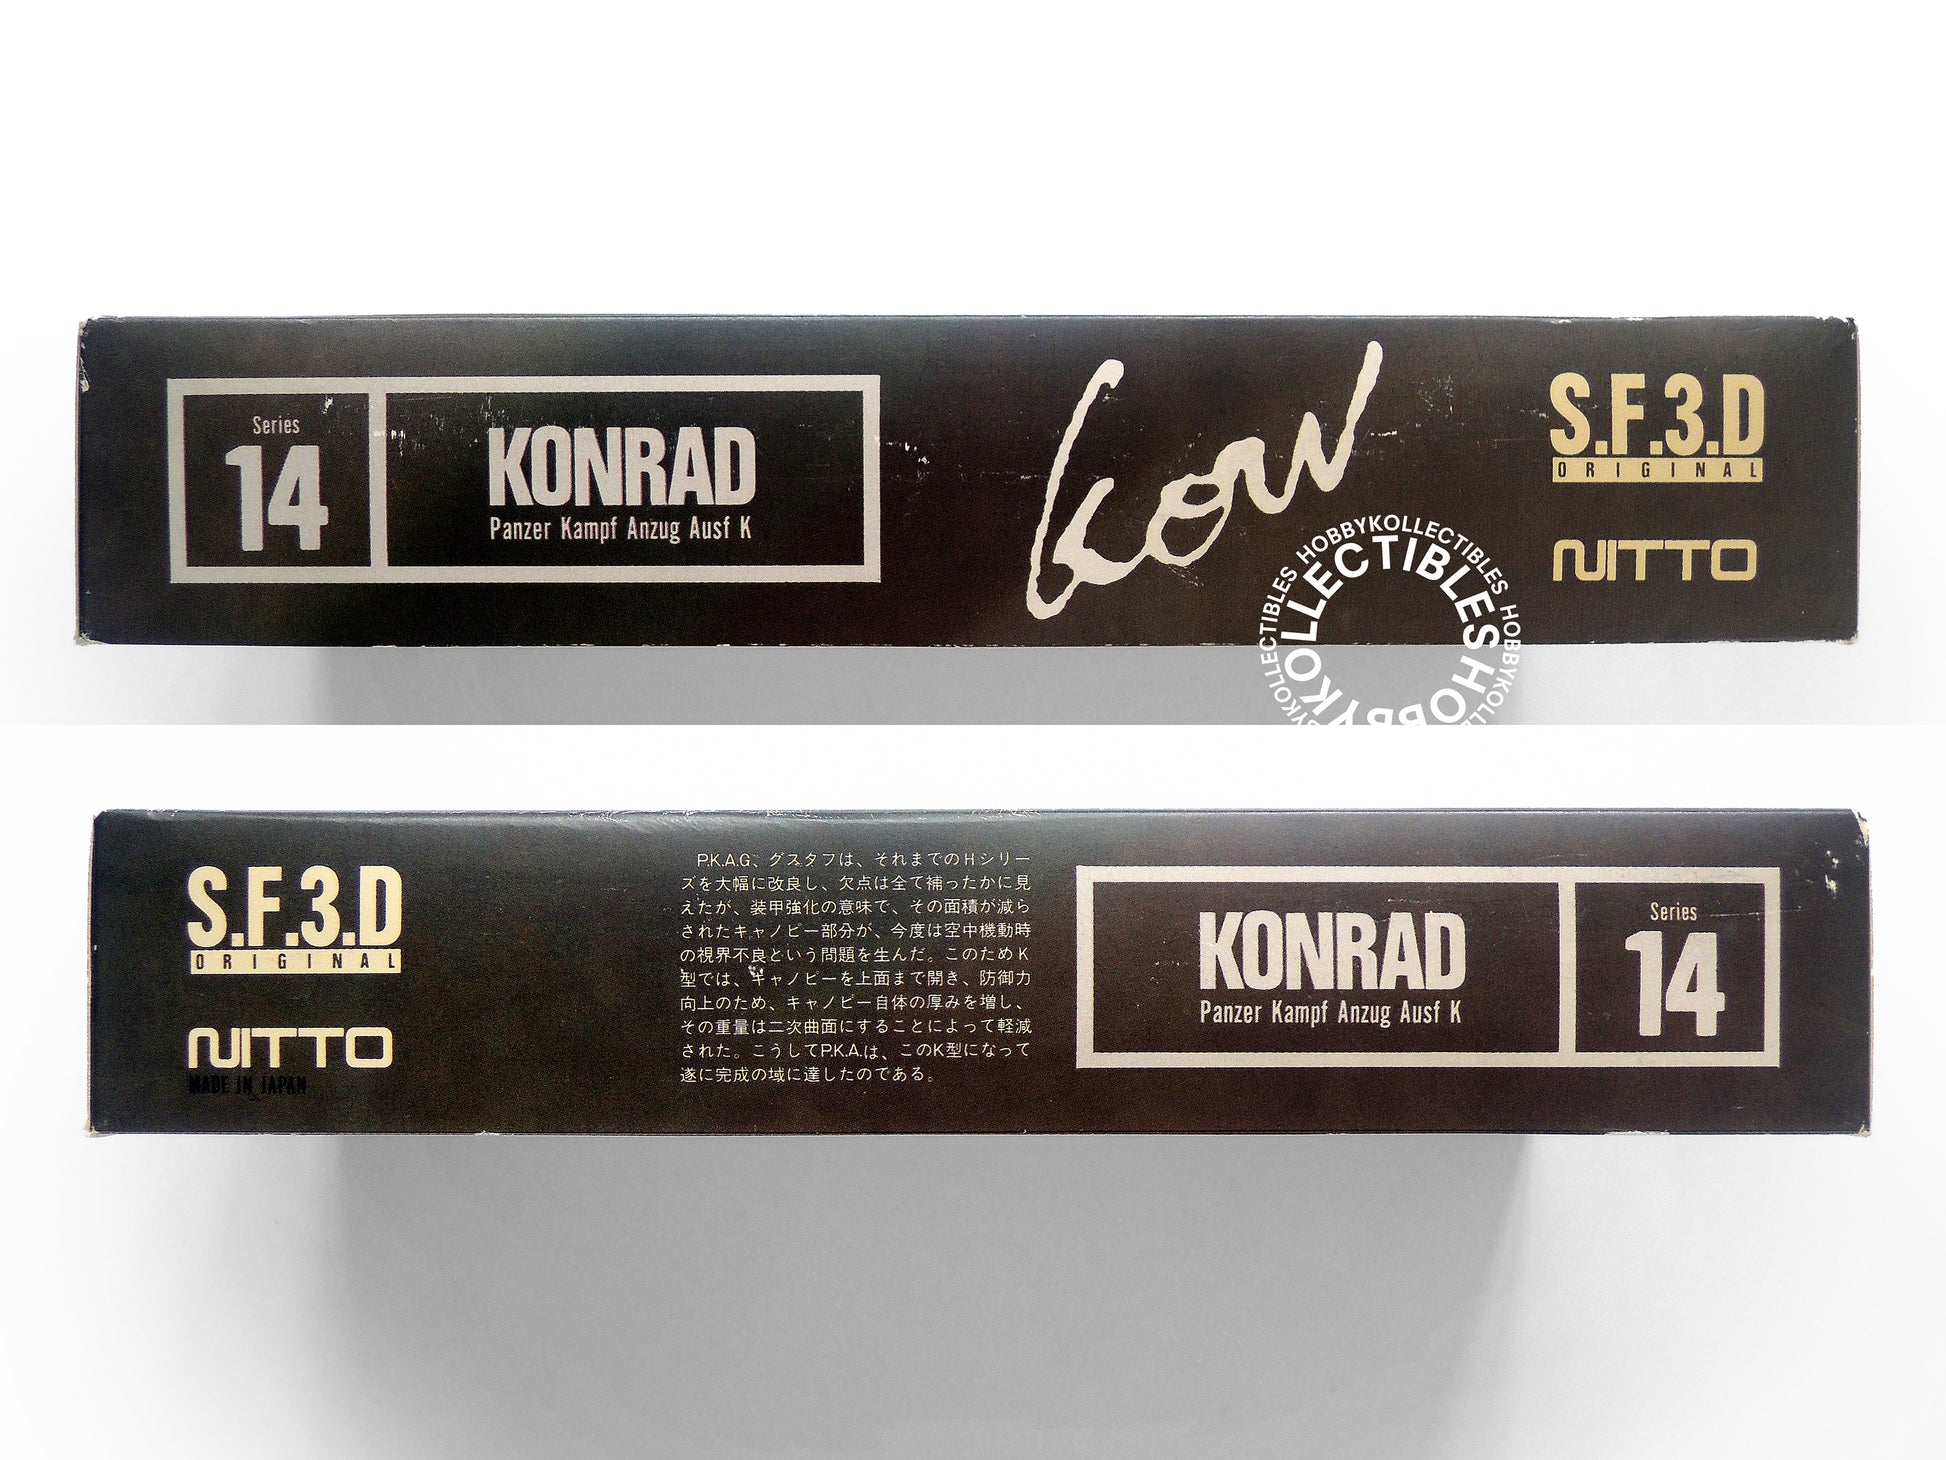 Series
14
KONRAD
Panzer Kampf Anzug Ausf K
Kow
S.F.3.D
ORIGINAL
NITTO
HOBBYKOLLECTIBLES HOBBYKOLLECTIBLES
S.F.3.D
ORIGINAL
NITTO
MADE IN JAPAN
P.K.A.G、グスタフは、それまでのHシリー
ズを大幅に改良し、欠点は全て補ったかに見
えたが、装甲強化の意味で、その面積が減ら
されたキャノピー部分が、今度は空中機動時
の視界不良という問題を生んだ。このためK
型では、キャノピーを上面まで開き、防御力
向上のため、キャノピー自体の厚みを増し、
その重量は二次曲面にすることによって軽減
された。こうしてP.K.A.は、このK型になって
遂に完成の域に達したのである。
KONRAD
Panzer Kampf Anzug Ausf K
Series
14